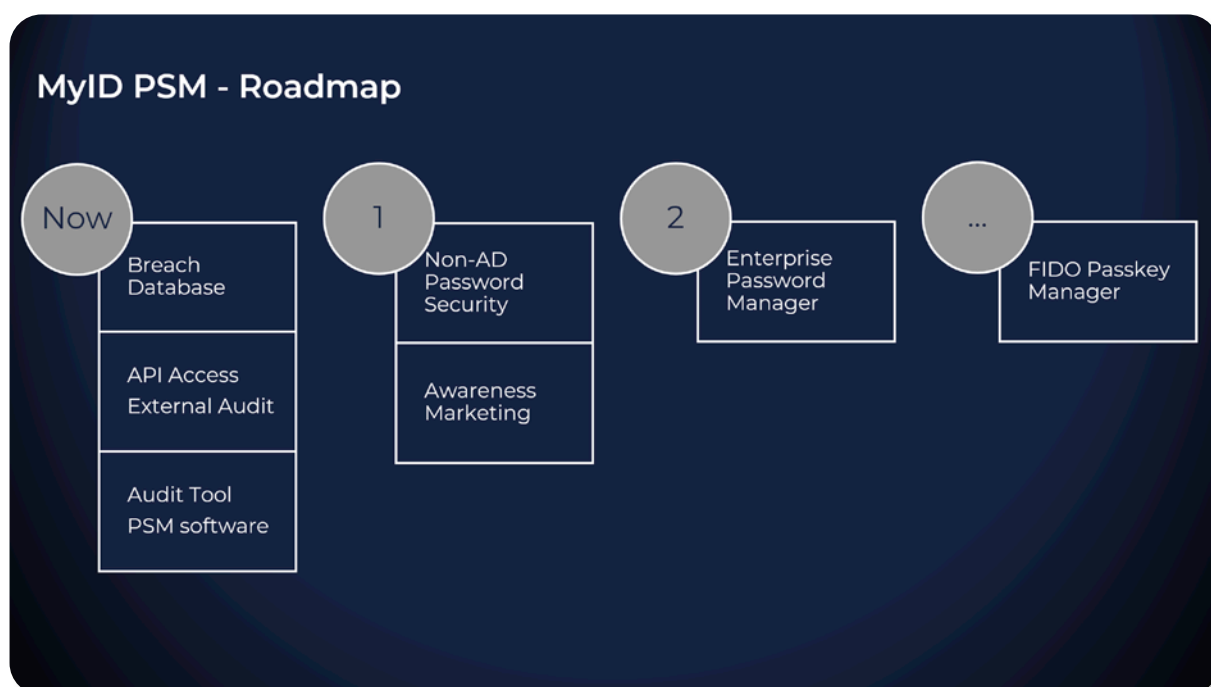 MyID PSM - Roadmap
Now
Breach
Database
API Access
External Audit
Audit Tool
PSM software
1
Non-AD
Password
Security
Awareness
Marketing
2
Enterprise
Password
Manager
...
FIDO Passkey
Manager